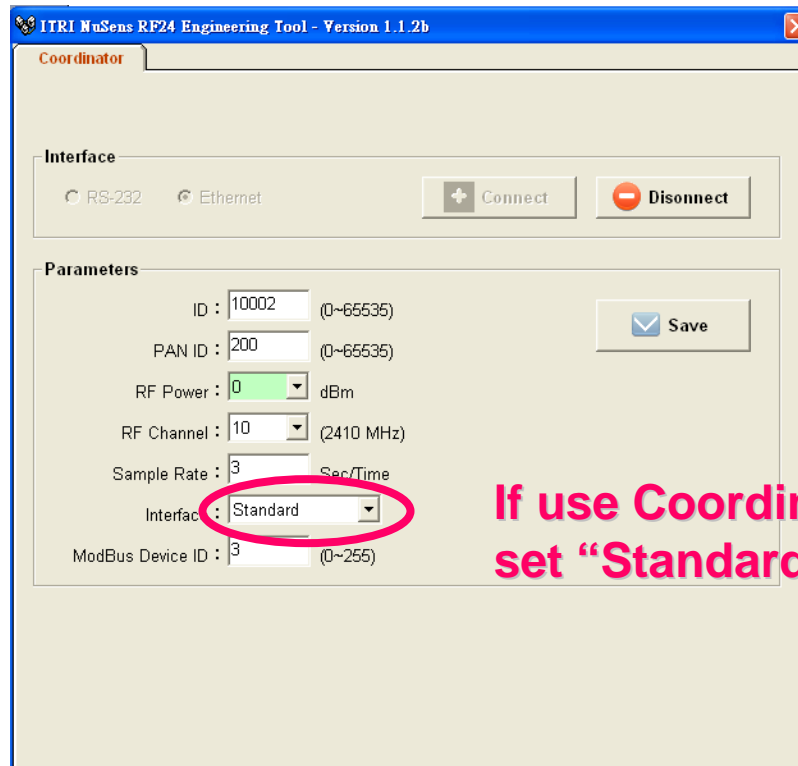 ITRI NuSens RF24 Engineering Tool - Version 1.1.2b
Coordinator
Interface
RS-232 Ethernet Connect Disonnect
Parameters
ID : 10002 (0~65535)
Save
PAN ID : 200 (0~65535)
RF Power : 0 dBm
RF Channel : 10 (2410 MHz)
Sample Rate : 3 Sec/Time
Interfac : Standard
If use Coordin
set “Standard
ModBus Device ID : 3 (0~255)